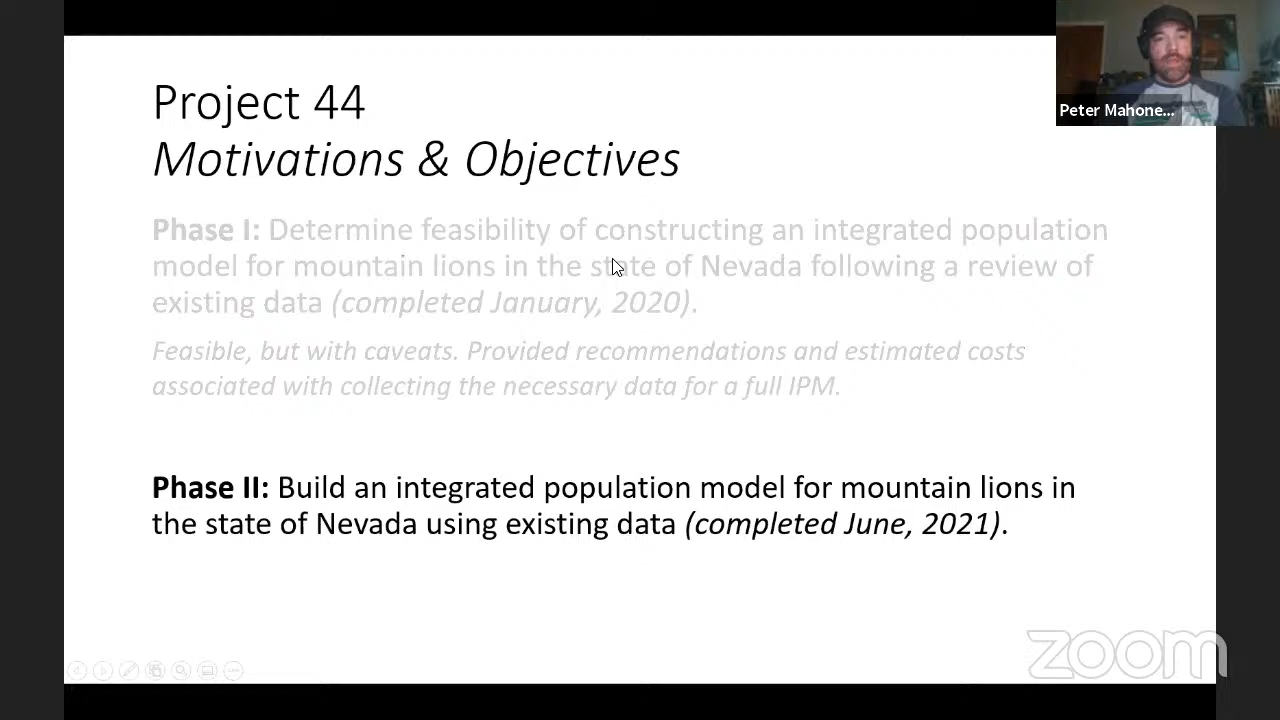 Project 44
Motivations & Objectives
Phase I: Determine feasibility of constructing an integrated population
model for mountain lions in the state of Nevada following a review of
existing data (completed January, 2020).
Feasible, but with caveats. Provided recommendations and estimated costs
associated with collecting the necessary data for a full IPM.
Phase II: Build an integrated population model for mountain lions in
the state of Nevada using existing data (completed June, 2021).
Peter Mahone...
zoom